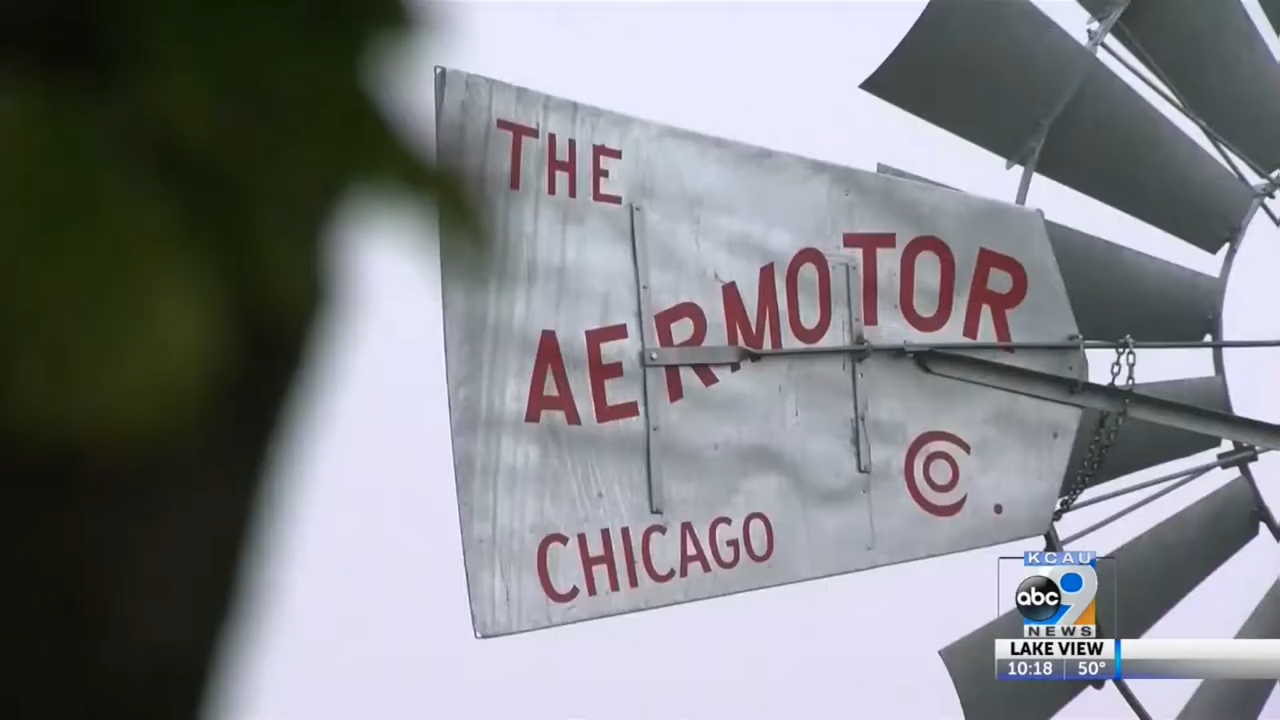 THE
AERMOTOR
CO.
CHICAGO
KCAU
abc 9
NEWS
LAKE VIEW
10:18 50°